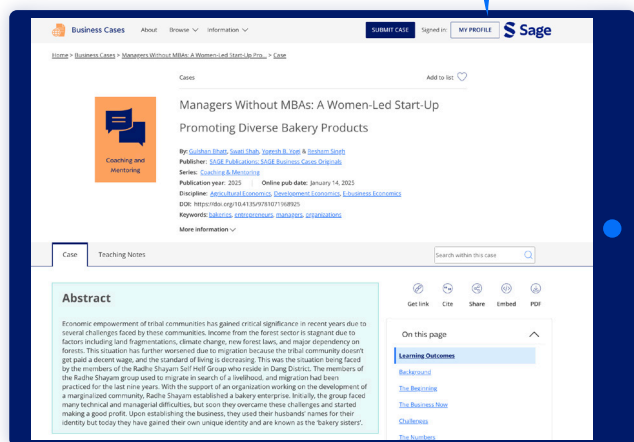 Business Cases About Browse Information SUBMIT CASE Signed in: MY PROFILE Sage
Home > Business Cases > Managers Without MBAs: A Women-Led Start-Up Pro... > Case
Cases Add to list
Managers Without MBAs: A Women-Led Start-Up
Promoting Diverse Bakery Products
Coaching and
Mentoring
By: Gulshan Bhatt, Swati Shah, Yogesh B. Vyet & Resham Singh
Publisher: SAGE Publications: SAGE Business Cases Originals
Series: Coaching & Mentoring
Publication year: 2025 | Online pub date: January 14, 2025
Discipline: Agricultural Economics, Development Economics, E-business Economics
DOI: https://doi.org/10.4135/9781071968925
Keywords: bakeries, entrepreneurs, managers, organizations
More information
Case Teaching Notes Search within this case
Abstract
Economic empowerment of tribal communities has gained critical significance in recent years due to
several challenges faced by these communities. Income from the forest sector is stagnant due to
factors including land fragmentations, climate change, new forest laws, and major dependency on
forests. This situation has further worsened due to migration because the tribal community doesn't
get paid a decent wage, and the standard of living is decreasing. This was the situation being faced
by the members of the Radhe Shayam Self Helf Group who reside in Dang District. The members of
the Radhe Shayam group used to migrate in search of a livelihood, and migration had been
practiced for the last nine years. With the support of an organization working on the development of
a marginalized community, Radhe Shayam established a bakery enterprise. Initially, the group faced
many technical and managerial difficulties, but soon they overcame these challenges and started
making a good profit. Upon establishing the business, they used their husbands' names for their
identity but today they have gained their own unique identity and are known as the 'bakery sisters'.
Get link Cite Share Embed PDF
On this page
Learning Outcomes
Background
The Beginning
The Business Now
Challenges
The Numbers